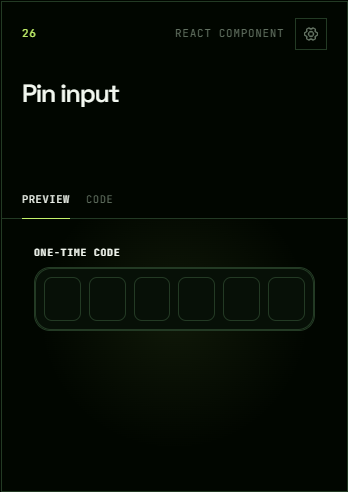 26 REACT COMPONENT
Pin input
PREVIEW CODE
ONE-TIME CODE